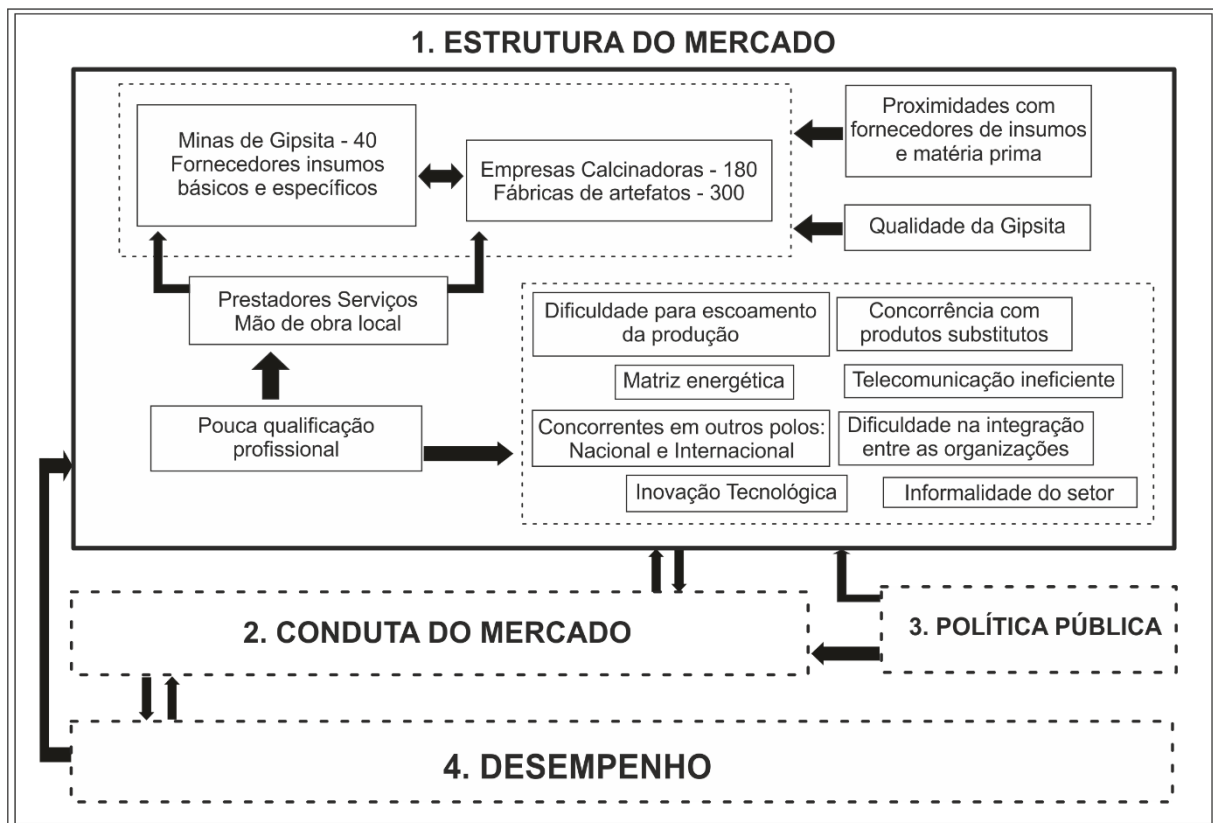 1. ESTRUTURA DO MERCADO
Minas de Gipsita - 40
Fornecedores insumos
básicos e específicos
Empresas Calcinadoras - 180
Fábricas de artefatos - 300
Proximidades com
fornecedores de insumos
e matéria prima
Qualidade da Gipsita
Prestadores Serviços
Mão de obra local
Pouca qualificação
profissional
Dificuldade para escoamento
da produção
Concorrência com
produtos substitutos
Matriz energética
Telecomunicação ineficiente
Concorrentes em outros polos:
Nacional e Internacional
Dificuldade na integração
entre as organizações
Inovação Tecnológica
Informalidade do setor
2. CONDUTA DO MERCADO
3. POLÍTICA PÚBLICA
4. DESEMPENHO